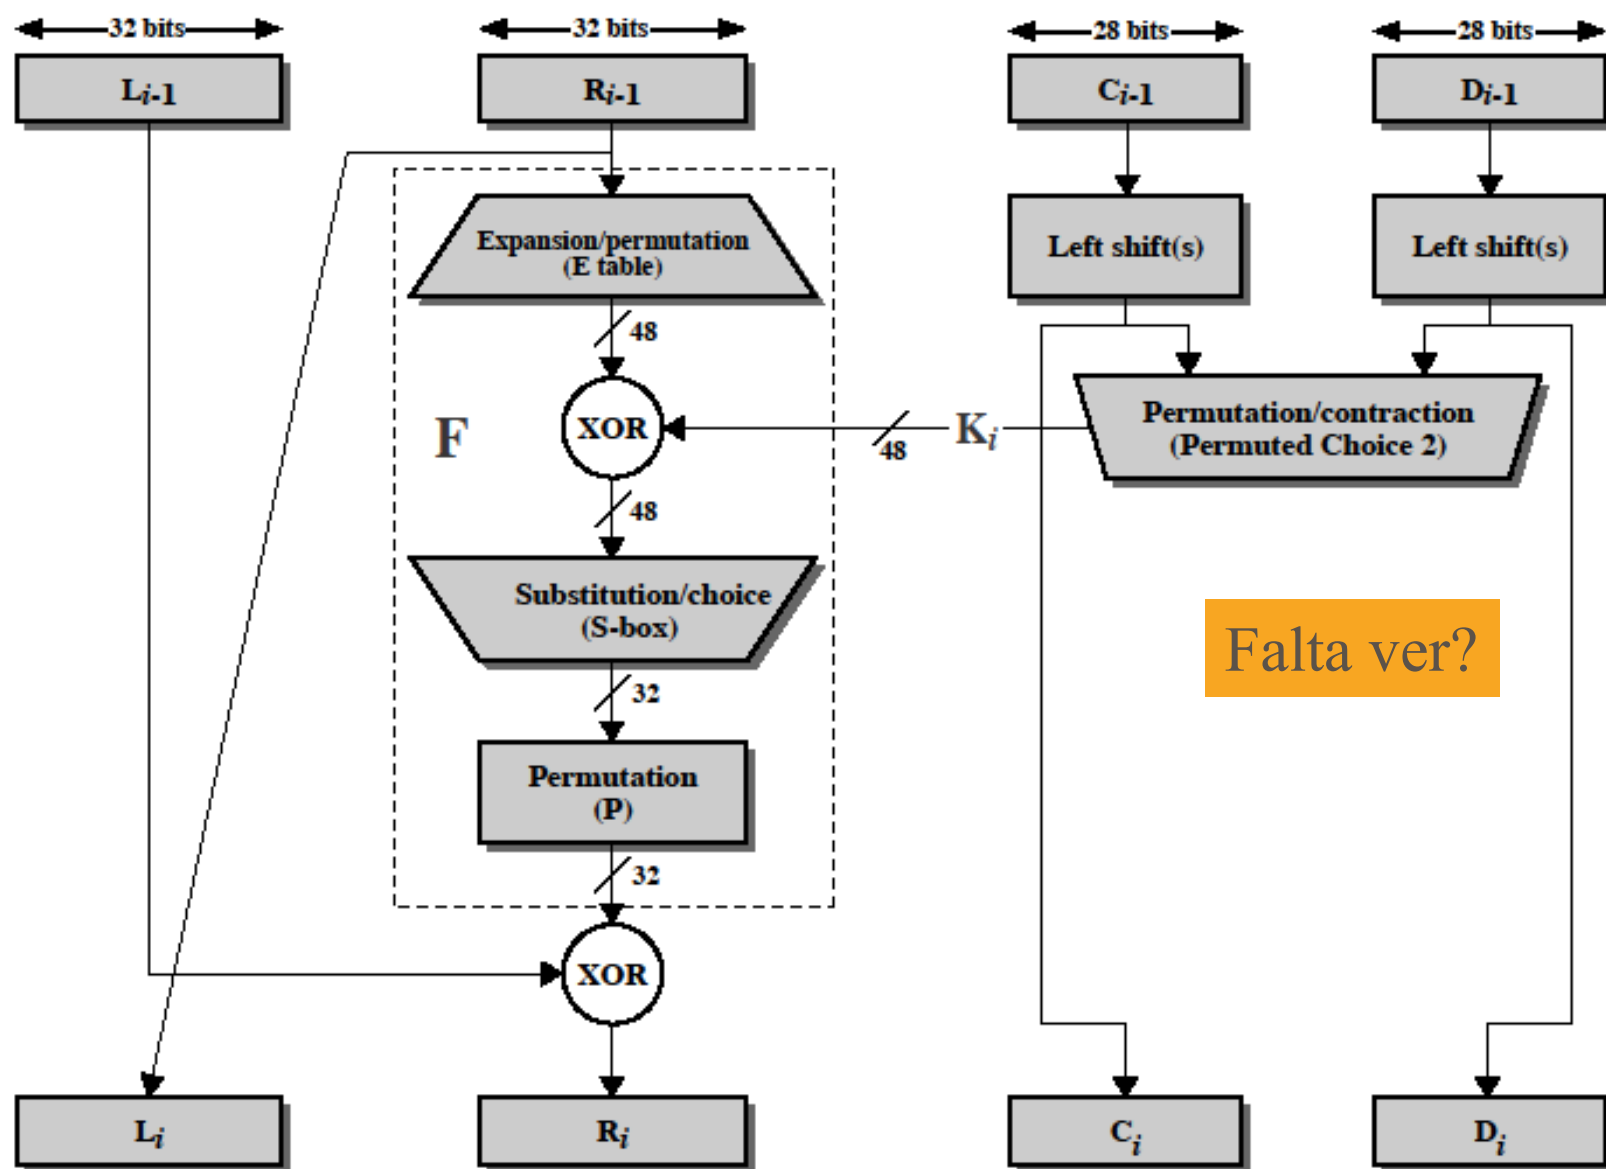 32 bits
32 bits
28 bits
28 bits
Li-1
Ri-1
Ci-1
Di-1
Expansion/permutation
(E table)
Left shift(s)
Left shift(s)
48
XOR
F
48
Ki
Permutation/contraction
(Permuted Choice 2)
48
Substitution/choice
(S-box)
Falta ver?
32
Permutation
(P)
32
XOR
Li
Ri
Ci
Di